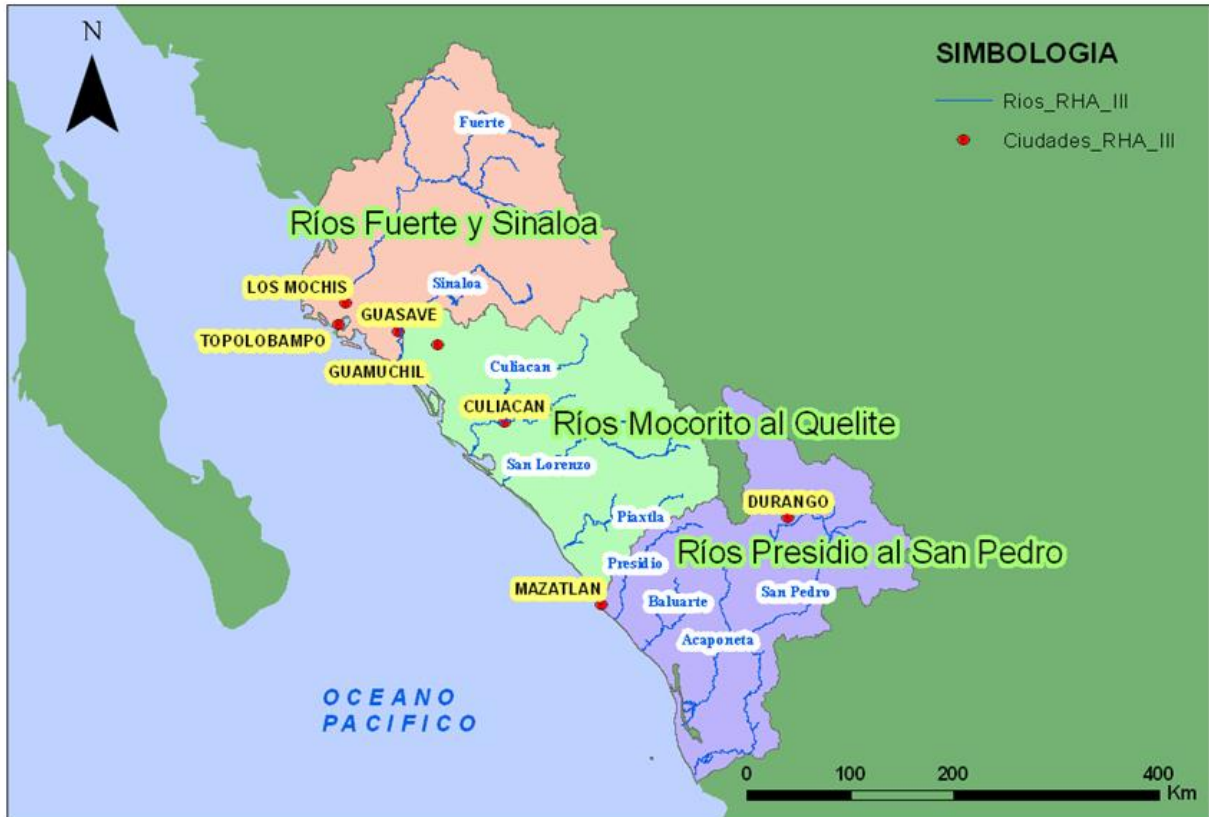 N
SIMBOLOGIA
Rios_RHA_III
Ciudades_RHA_III
Fuerte
Ríos Fuerte y Sinaloa
Sinaloa
LOS MOCHIS
GUASAVE
TOPOLOBAMPO
GUAMUCHIL
Culiacan
CULIACAN
Ríos Mocorito al Quelite
San Lorenzo
DURANGO
Piaxtla
Ríos Presidio al San Pedro
Presidio
MAZATLAN
Baluarte
San Pedro
Acaponeta
OCEANO
PACIFICO
0 100 200 400
Km